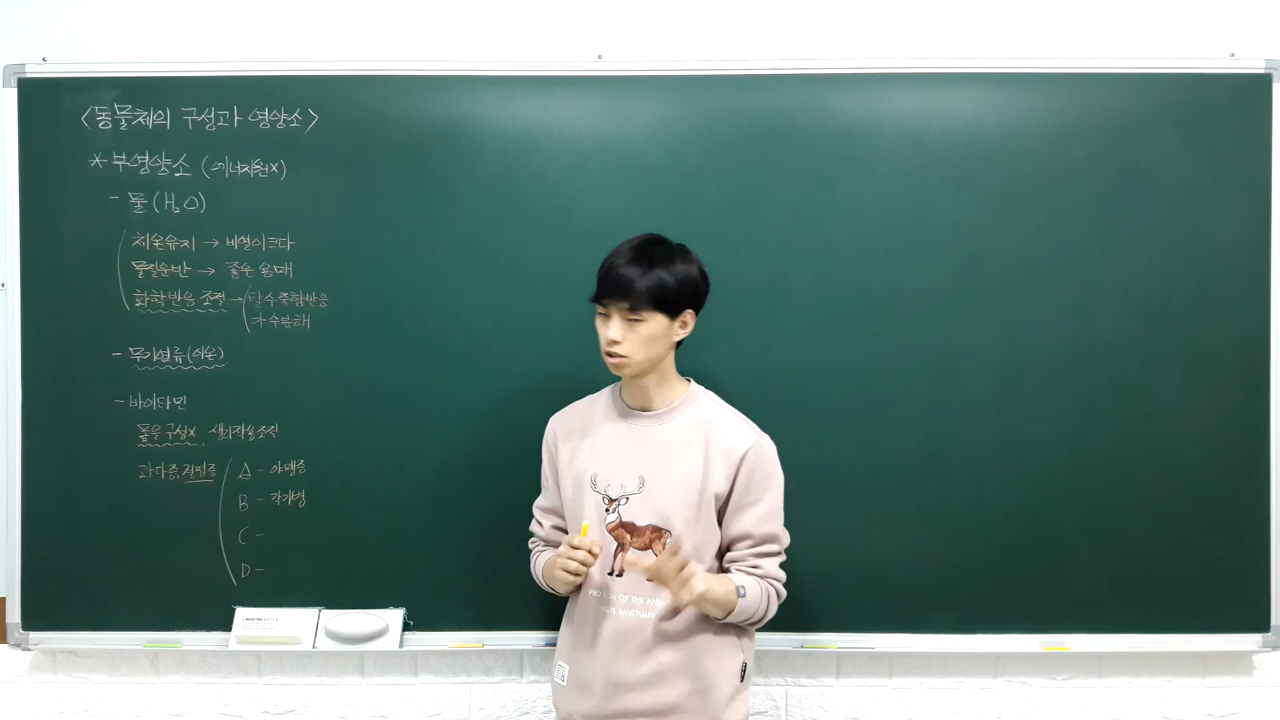 <동물체의 구성과 영양소>
* 부영양소 (에너지원X)
- 물(H₂O)
체온유지 → 비열이 크다
물질운반 → 좋은 용매
화학반응 조절 → 탈수축합반응
가수분해
- 무기염류(이온)
- 바이타민
몸을 구성X, 생리작용조절
과다증, 결핍증
A - 야맹증
B - 각기병
C -
D -